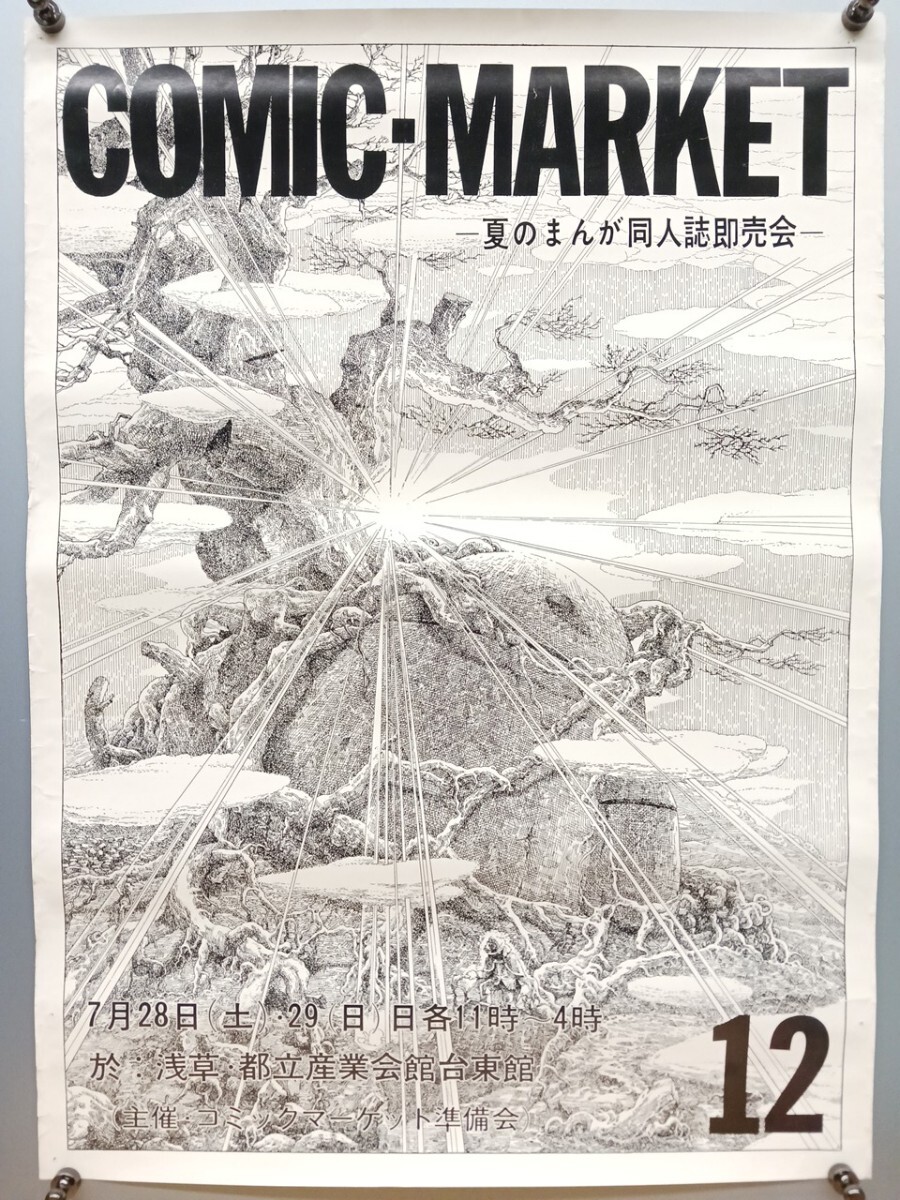 COMIC・MARKET
―夏のまんが同人誌即売会―
7月28日(土)・29(日)日各11時〜4時
於：浅草・都立産業会館台東館
(主催・コミックマーケット準備会)
12